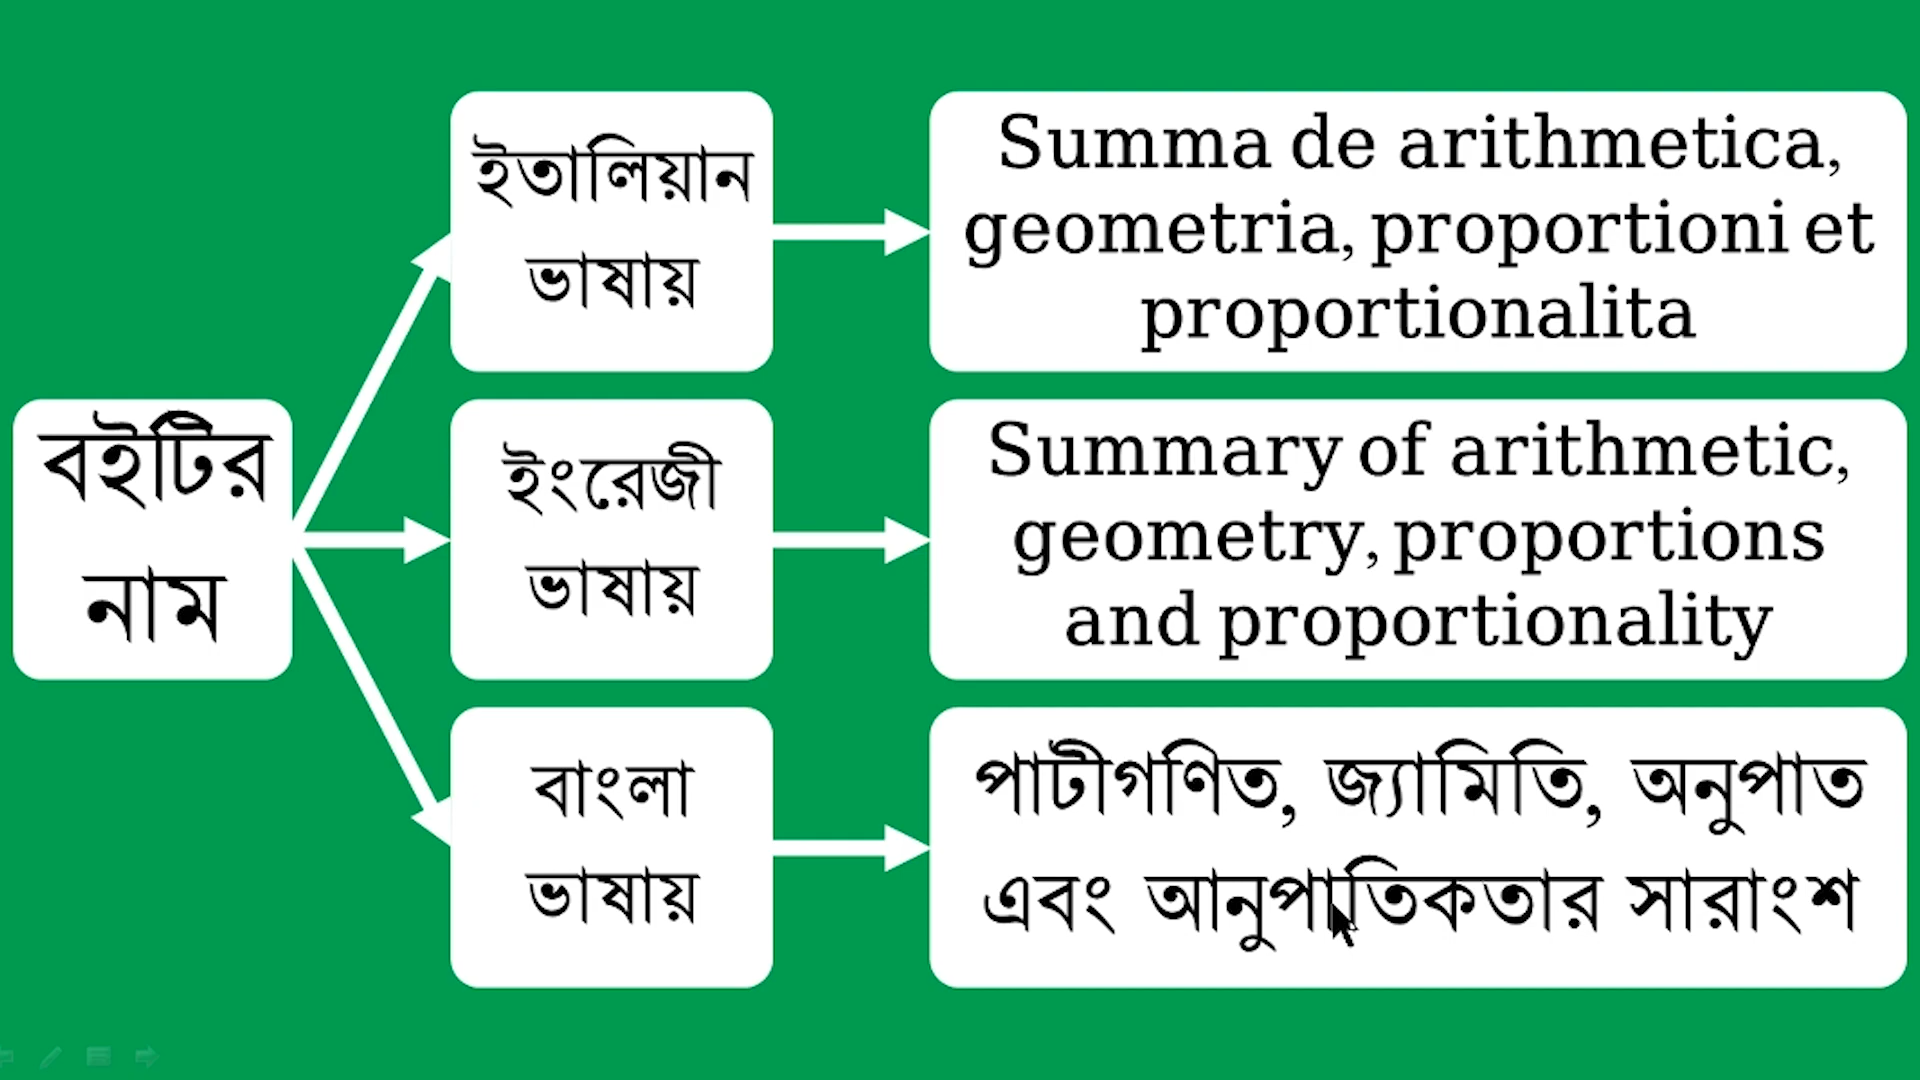 বইটির
নাম
ইতালিয়ান
ভাষায়
Summa de arithmetica,
geometria, proportioni et
proportionalita
ইংরেজী
ভাষায়
Summary of arithmetic,
geometry, proportions
and proportionality
বাংলা
ভাষায়
পাটীগণিত, জ্যামিতি, অনুপাত
এবং আনুপাতিকতার সারাংশ